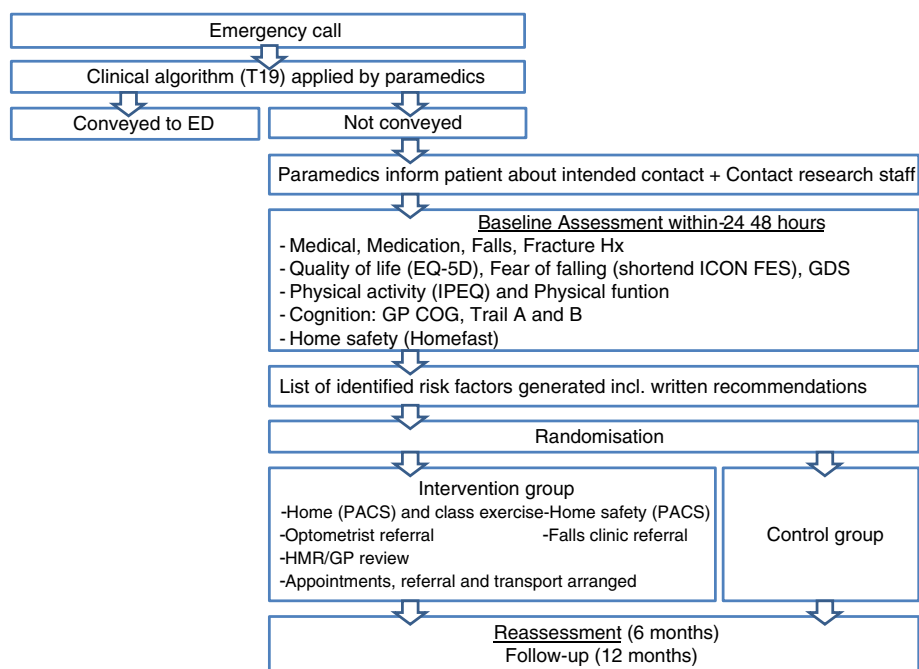 Emergency call
Clinical algorithm (T19) applied by paramedics
Conveyed to ED
Not conveyed
Paramedics inform patient about intended contact + Contact research staff
Baseline Assessment within-24 48 hours
- Medical, Medication, Falls, Fracture Hx
- Quality of life (EQ-5D), Fear of falling (shortend ICON FES), GDS
- Physical activity (IPEQ) and Physical funtion
- Cognition: GP COG, Trail A and B
- Home safety (Homefast)
List of identified risk factors generated incl. written recommendations
Randomisation
Intervention group
-Home (PACS) and class exercise-Home safety (PACS)
-Optometrist referral -Falls clinic referral
-HMR/GP review
-Appointments, referral and transport arranged
Control group
Reassessment (6 months)
Follow-up (12 months)